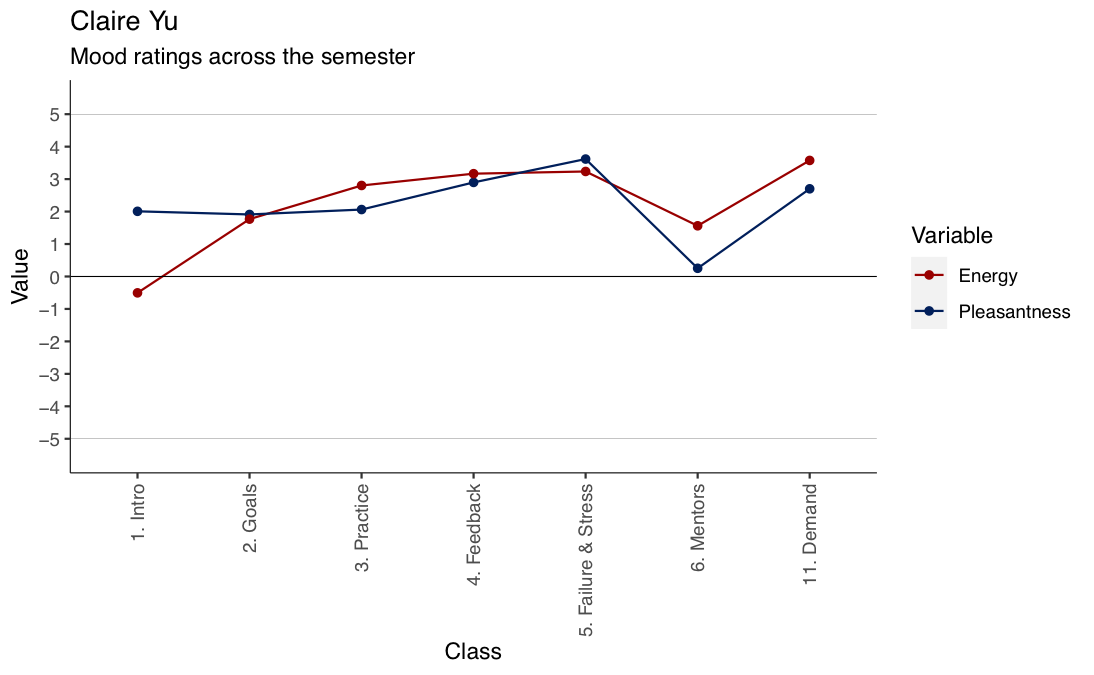 Claire Yu
Mood ratings across the semester
Value
5
4
3
2
1
0
−1
−2
−3
−4
−5
1. Intro
2. Goals
3. Practice
4. Feedback
5. Failure & Stress
6. Mentors
11. Demand
Class
Variable
Energy
Pleasantness